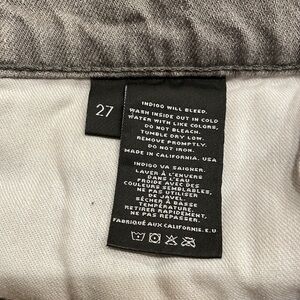 27
INDIGO WILL BLEED.
WASH INSIDE OUT IN COLD
WATER WITH LIKE COLORS,
DO NOT BLEACH.
TUMBLE DRY LOW.
REMOVE PROMPTLY.
DO NOT IRON.
MADE IN CALIFORNIA, USA
INDIGO VA SAIGNER.
LAVER À L'ENVERS
DANS L'EAU
FROIDE AVEC DES
COULEURS SEMBLABLES,
NE PAS UTILISER
DE JAVEL.
SÉCHER À BASSE
TEMPÉRATURE.
RETIRER RAPIDEMENT,
NE PAS REPASSER.
FABRIQUÉ AUX CALIFORNIE, E.U